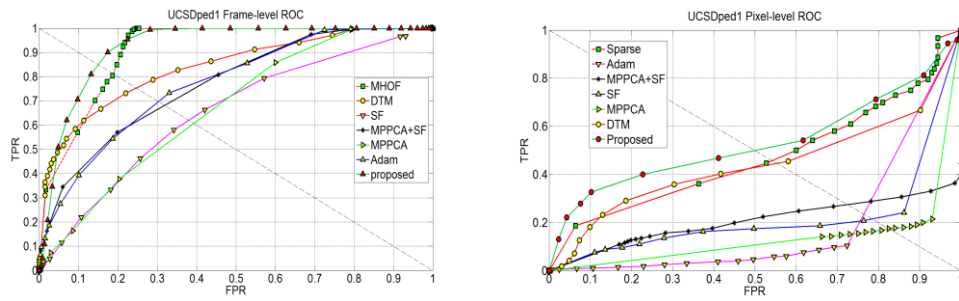 UCSDped1 Frame-level ROC
1
0.9
0.8
0.7
0.6
0.5
0.4
0.3
0.2
0.1
0
TPR
MHOF
DTM
SF
MPPCA+SF
MPPCA
Adam
proposed
0 0.1 0.2 0.3 0.4 0.5 0.6 0.7 0.8 0.9 1
FPR
UCSDped1 Pixel-level ROC
1
0.8
0.6
0.4
0.2
0
TPR
Sparse
Adam
MPPCA+SF
SF
MPPCA
DTM
Proposed
0 0.1 0.2 0.3 0.4 0.5 0.6 0.7 0.8 0.9 1
FPR